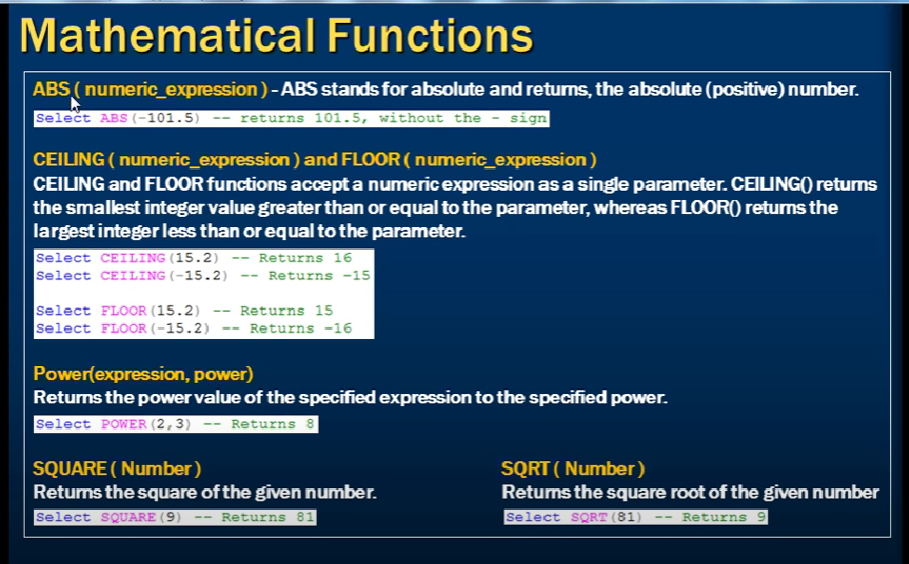 Mathematical Functions
ABS ( numeric_expression ) - ABS stands for absolute and returns, the absolute (positive) number.
Select ABS(-101.5) -- returns 101.5, without the - sign
CEILING ( numeric_expression ) and FLOOR ( numeric_expression )
CEILING and FLOOR functions accept a numeric expression as a single parameter. CEILING() returns
the smallest integer value greater than or equal to the parameter, whereas FLOOR() returns the
largest integer less than or equal to the parameter.
Select CEILING(15.2) -- Returns 16
Select CEILING(-15.2) -- Returns -15
Select FLOOR(15.2) -- Returns 15
Select FLOOR(-15.2) -- Returns -16
Power(expression, power)
Returns the power value of the specified expression to the specified power.
Select POWER(2,3) -- Returns 8
SQUARE ( Number )
Returns the square of the given number.
Select SQUARE(9) -- Returns 81
SQRT ( Number )
Returns the square root of the given number
Select SQRT(81) -- Returns 9